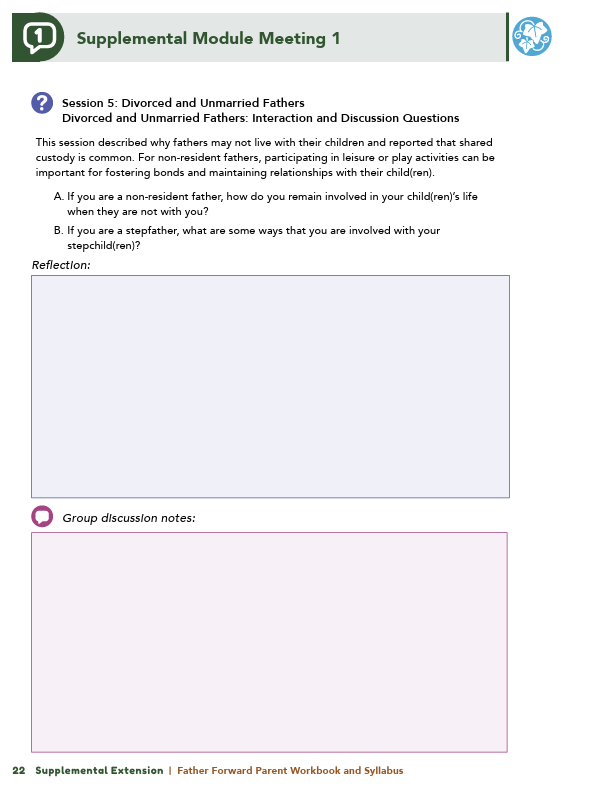 1
Supplemental Module Meeting 1
?
Session 5: Divorced and Unmarried Fathers
Divorced and Unmarried Fathers: Interaction and Discussion Questions
This session described why fathers may not live with their children and reported that shared
custody is common. For non-resident fathers, participating in leisure or play activities can be
important for fostering bonds and maintaining relationships with their child(ren).
A. If you are a non-resident father, how do you remain involved in your child(ren)’s life
when they are not with you?
B. If you are a stepfather, what are some ways that you are involved with your
stepchild(ren)?
Reflection:
Group discussion notes:
22 Supplemental Extension | Father Forward Parent Workbook and Syllabus